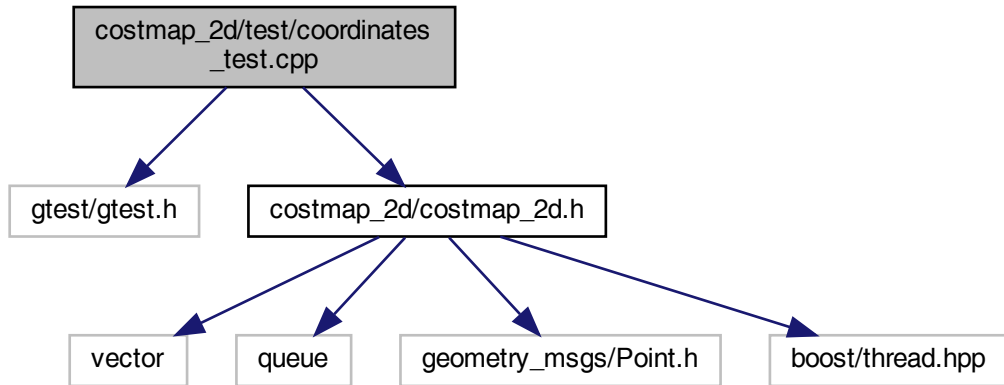 costmap_2d/test/coordinates
_test.cpp
gtest/gtest.h
costmap_2d/costmap_2d.h
vector
queue
geometry_msgs/Point.h
boost/thread.hpp